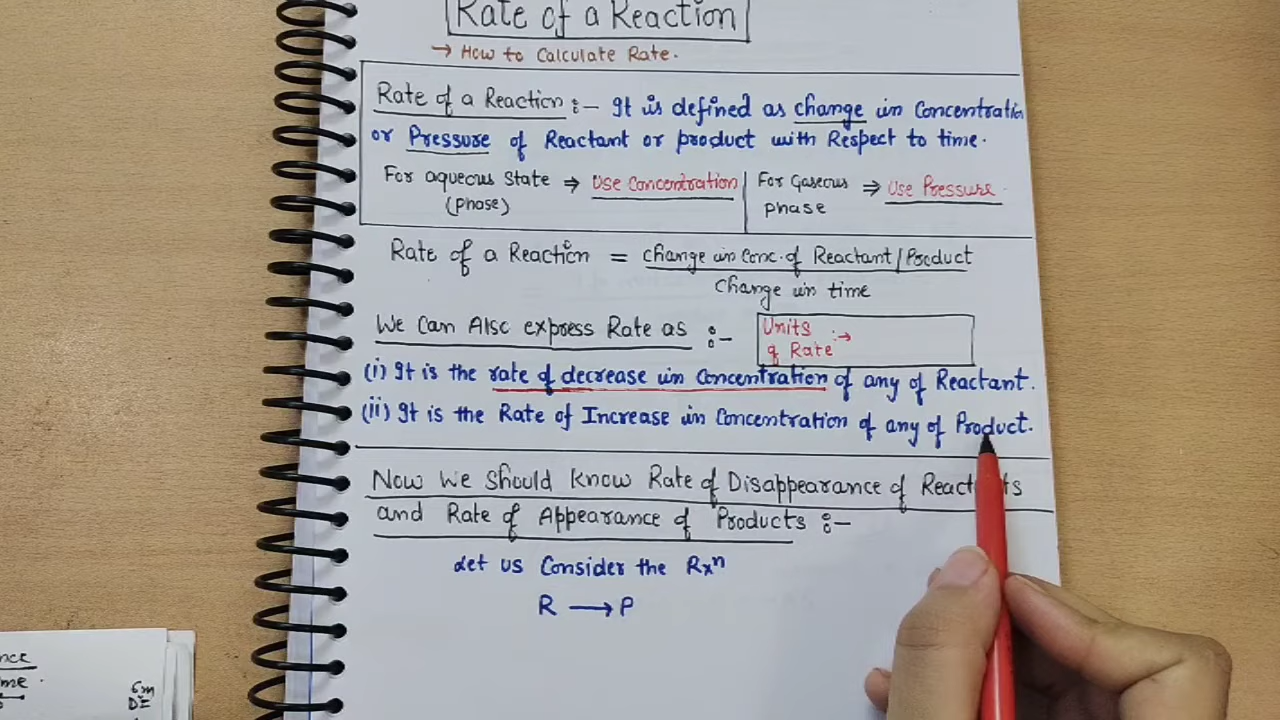 Rate of a Reaction
→ How to Calculate Rate.
Rate of a Reaction :- It is defined as change in Concentration
or Pressure of Reactant or product with Respect to time.
For aqueous state ⇒ Use Concentration
(phase)
For Gaseous ⇒ Use Pressure.
phase
Rate of a Reaction = change in Conc. of Reactant / Product
Change in time
We Can Also express Rate as :-
Units :→
of Rate
(i) It is the rate of decrease in Concentration of any of Reactant.
(ii) It is the Rate of Increase in Concentration of any of Product.
Now We Should Know Rate of Disappearance of
and Rate of Appearance of Products :-
Let us Consider the Rxⁿ
R ⟶ P